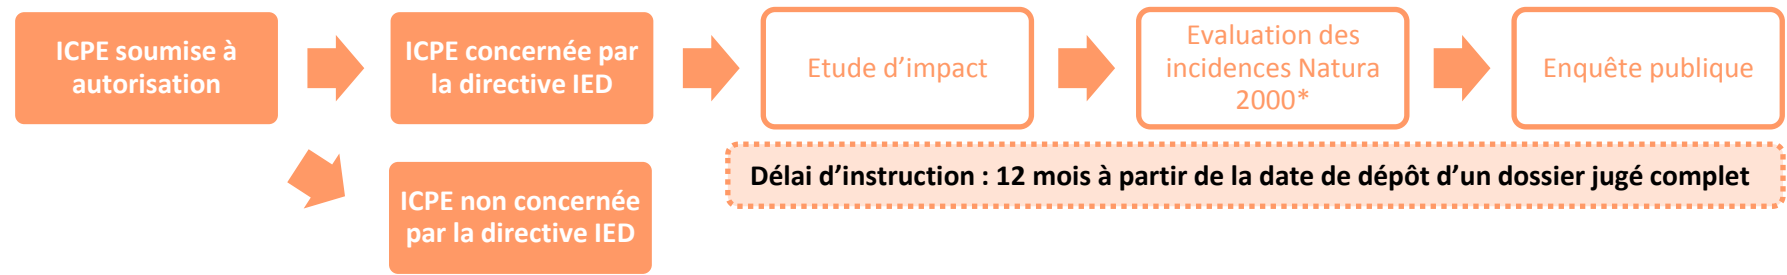 ICPE soumise à
autorisation
ICPE concernée par
la directive IED
Etude d'impact
Evaluation des
incidences Natura
2000*
Enquête publique
Délai d'instruction : 12 mois à partir de la date de dépôt d'un dossier jugé complet
ICPE non concernée
par la directive IED